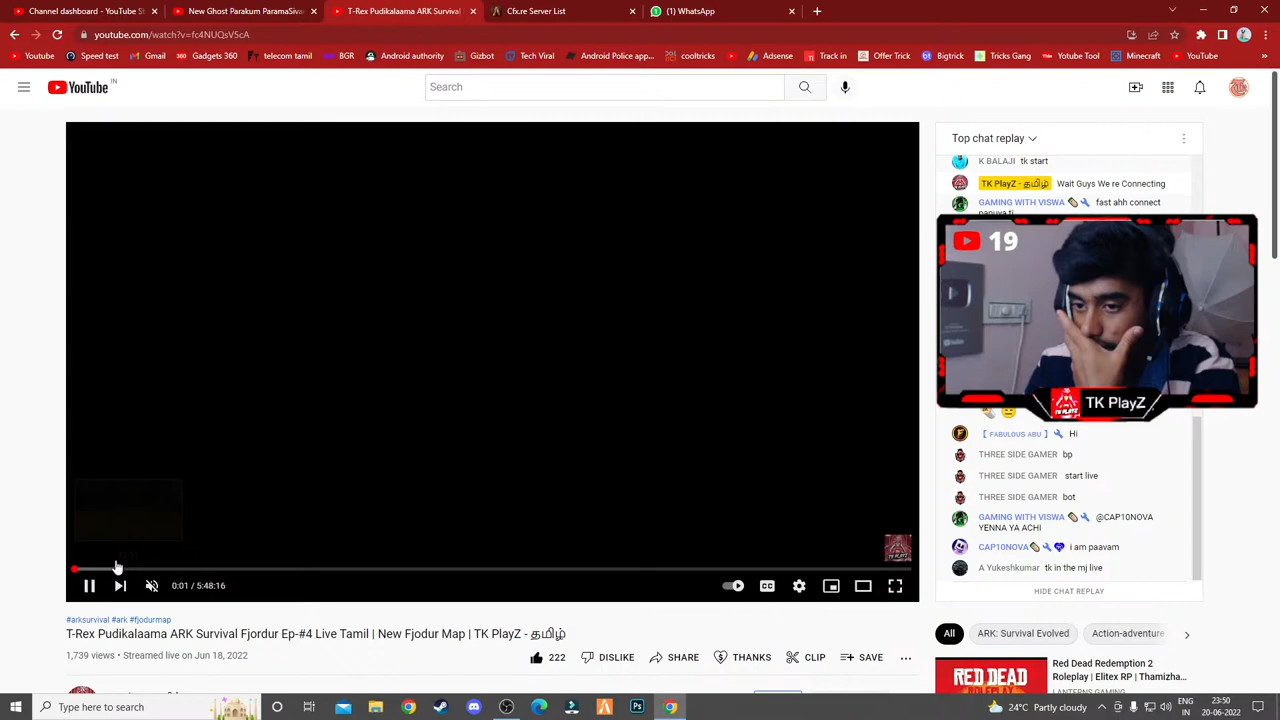 Channel dashboard - YouTube St
New Ghost Parakum ParamaSivan
T-Rex Pudikalaama ARK Survival
Cfx.re Server List
(1) WhatsApp
youtube.com/watch?v=fc4NUQsV5cA
Youtube
Speed test
Gmail
Gadgets 360
telecom tamil
BGR
Android authority
Gizbot
Tech Viral
Android Police app...
cooltricks
Adsense
Track in
Offer Trick
Bigtrick
Tricks Gang
Yotube Tool
Minecraft
YouTube
YouTube IN
Search
Top chat replay
K BALAJI tk start
TK PlayZ - தமிழ் Wait Guys We re Connecting
GAMING WITH VISWA fast ahh connect
panuya ti
19
TK PlayZ
【 FABULOUS ABU 】 Hi
THREE SIDE GAMER bp
THREE SIDE GAMER start live
THREE SIDE GAMER bot
GAMING WITH VISWA @CAP10NOVA
YENNA YA ACHI
CAP10NOVA i am paavam
A Yukeshkumar tk in the mj live
HIDE CHAT REPLAY
0:01 / 5:48:16
#arksurvival #ark #fjodurmap
T-Rex Pudikalaama ARK Survival Fjordur Ep-#4 Live Tamil | New Fjodur Map | TK PlayZ - தமிழ்
1,739 views • Streamed live on Jun 18, 2022
222
DISLIKE
SHARE
THANKS
CLIP
SAVE
All
ARK: Survival Evolved
Action-adventure
RED DEAD
Red Dead Redemption 2
Roleplay | Elitex RP | Thamizha...
LANTERNS GAMING
Type here to search
24°C Partly cloudy
ENG
IN
23:50
20-06-2022